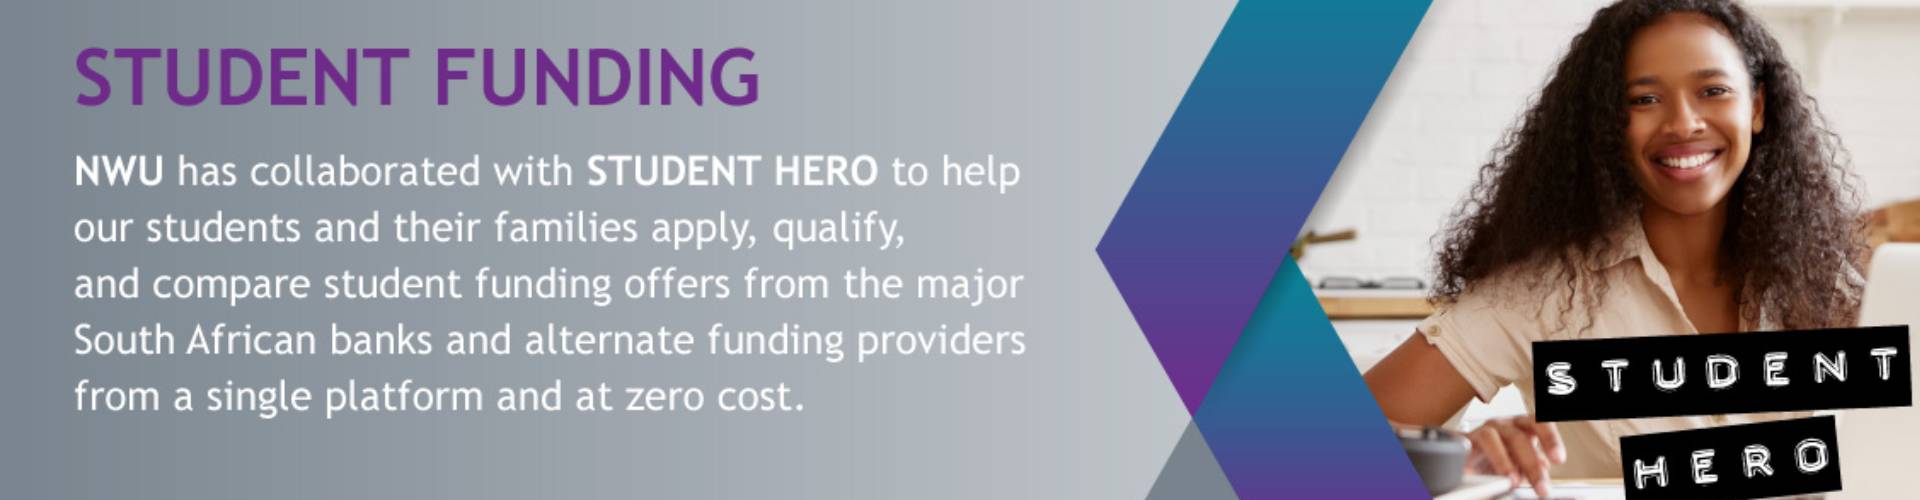 STUDENT FUNDING
NWU has collaborated with STUDENT HERO to help
our students and their families apply, qualify,
and compare student funding offers from the major
South African banks and alternate funding providers
from a single platform and at zero cost.
STUDENT
HERO